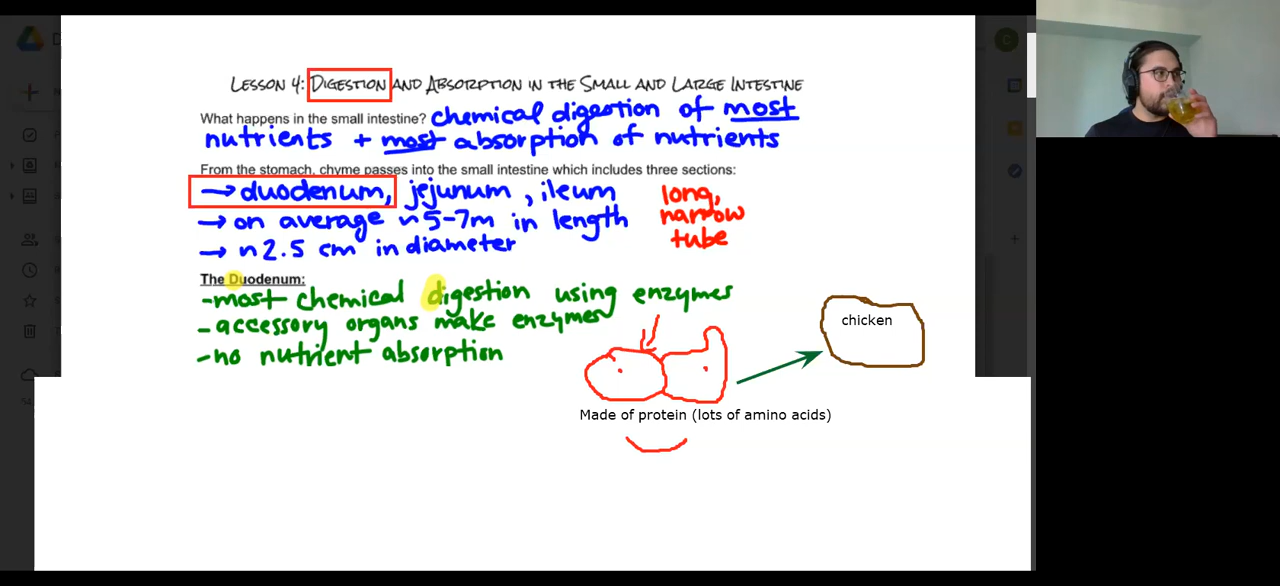 LESSON 4: DIGESTION AND ABSORPTION IN THE SMALL AND LARGE INTESTINE
What happens in the small intestine? chemical digestion of most
nutrients + most absorption of nutrients
From the stomach, chyme passes into the small intestine which includes three sections:
→ duodenum, jejunum, ileum
→ on average ~ 5-7m in length
→ ~ 2.5 cm in diameter
long,
narrow
tube
The Duodenum:
-most chemical digestion using enzymes
-accessory organs make enzymes
-no nutrient absorption
chicken
Made of protein (lots of amino acids)